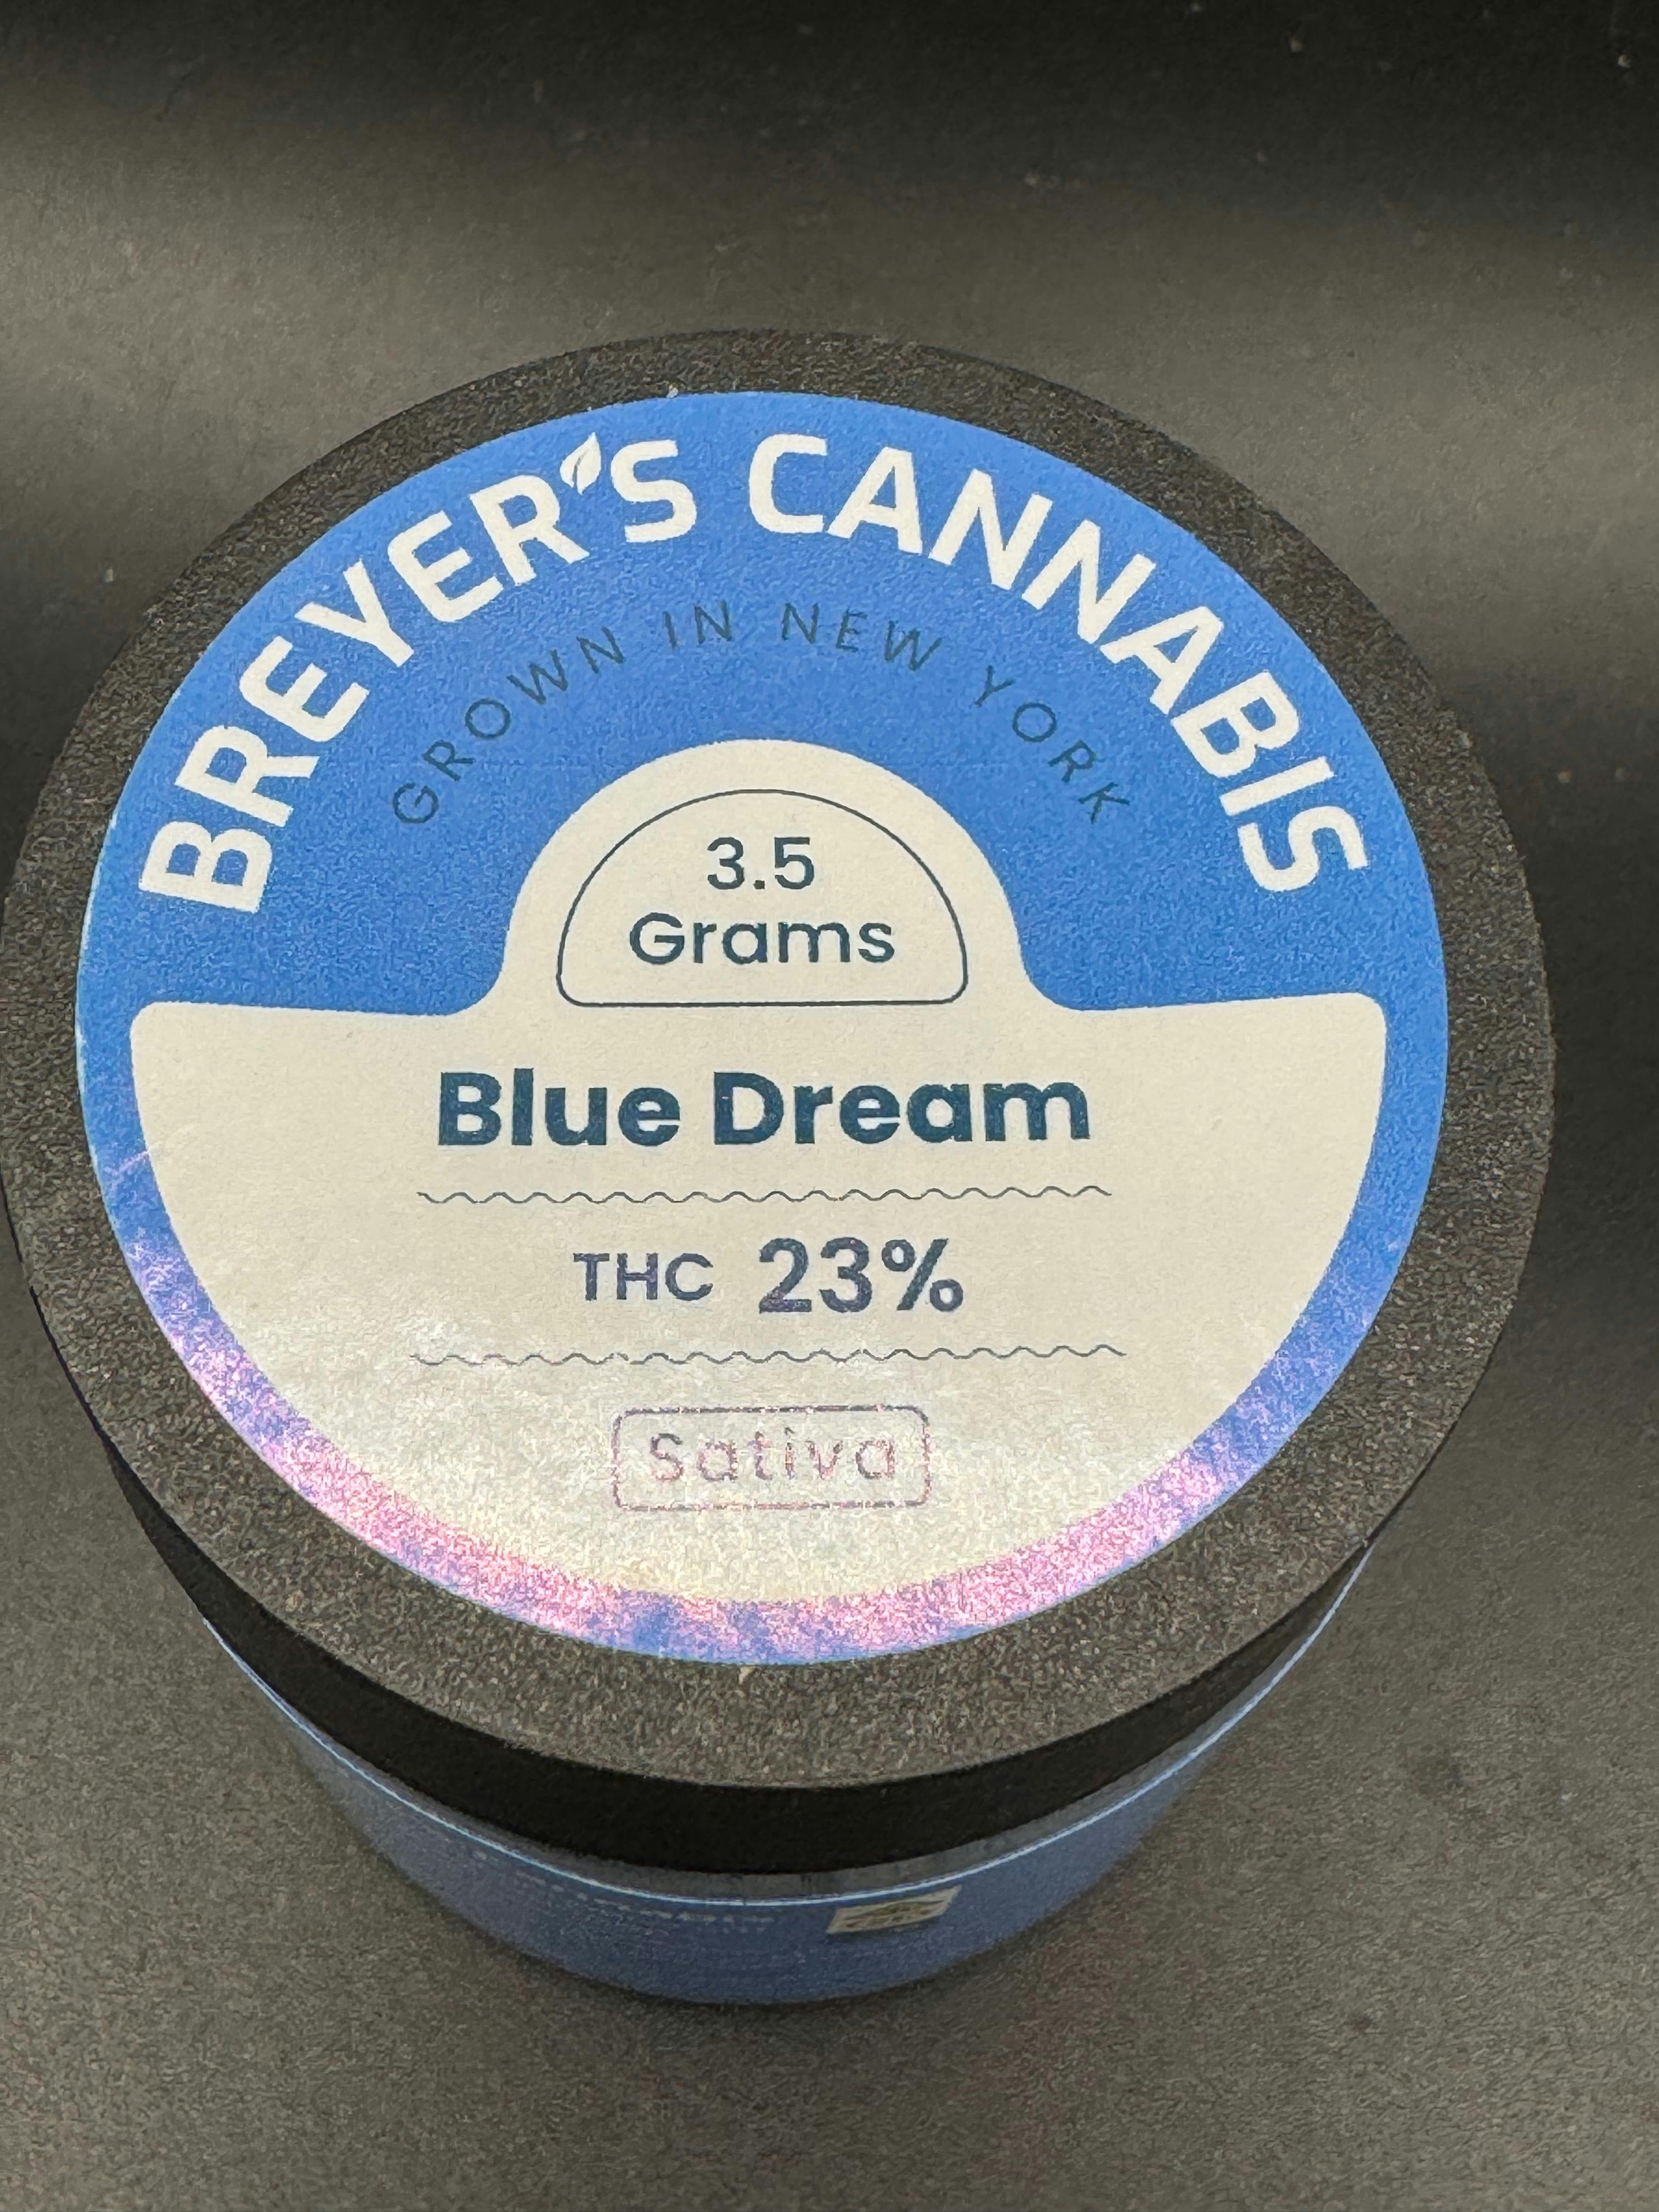 BREYER'S CANNABIS
GROWN IN NEW YORK
3.5
Grams
Blue Dream
THC 23%
Sativa